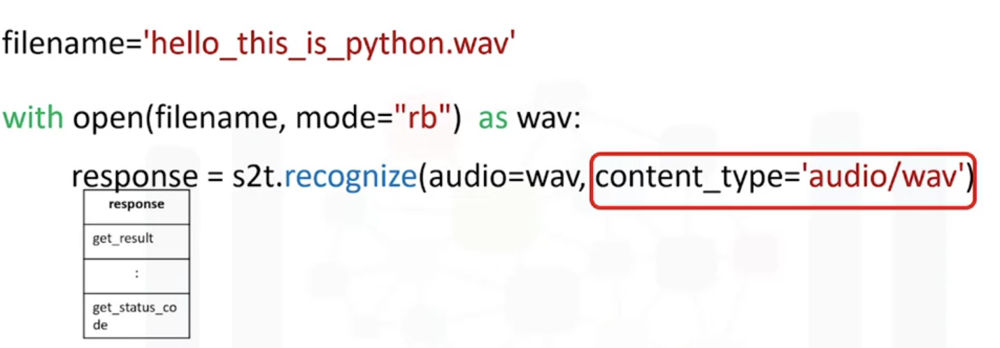 filename='hello_this_is_python.wav'
with open(filename, mode="rb") as wav:
response = s2t.recognize(audio=wav, content_type='audio/wav')
response
get_result
:
get_status_co
de